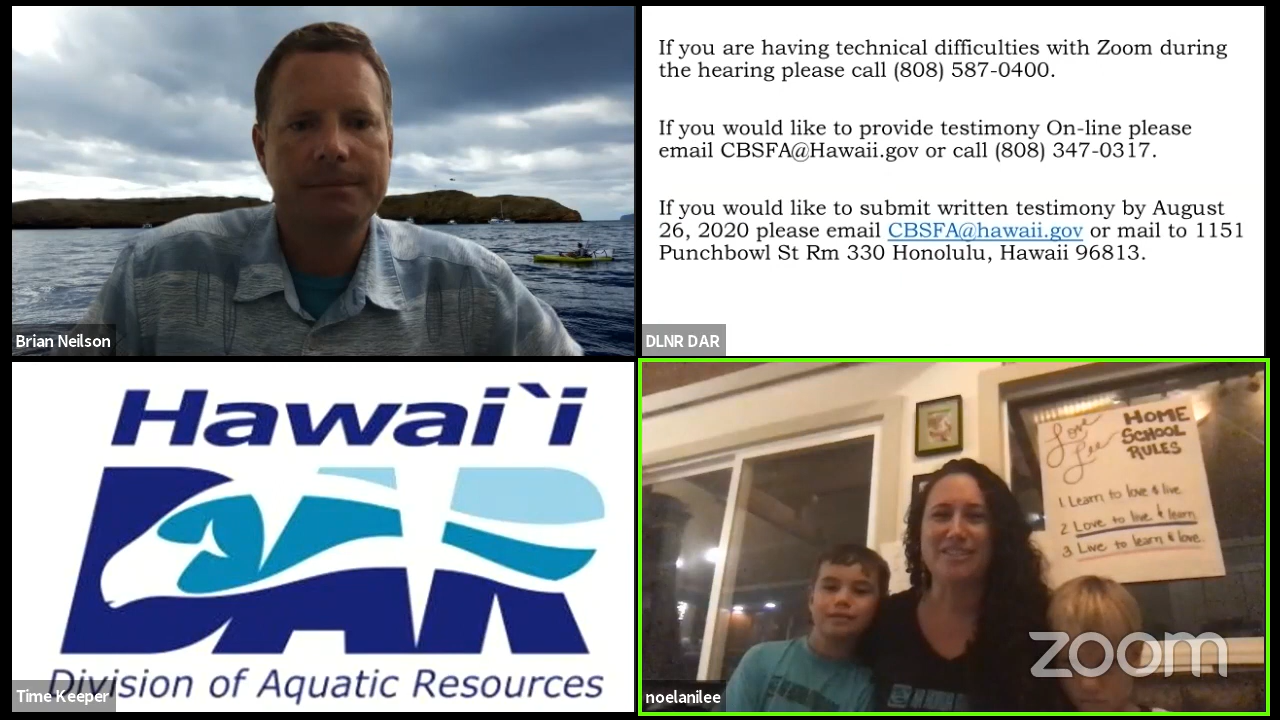 If you are having technical difficulties with Zoom during
the hearing please call (808) 587-0400.
If you would like to provide testimony On-line please
email CBSFA@Hawaii.gov or call (808) 347-0317.
If you would like to submit written testimony by August
26, 2020 please email CBSFA@hawaii.gov or mail to 1151
Punchbowl St Rm 330 Honolulu, Hawaii 96813.
Brian Neilson
DLNR DAR
Hawai`i
DAR
Division of Aquatic Resources
Time Keeper
Love
Lee
HOME
SCHOOL
RULES
1. Learn to love & live
2. Love to live & learn
3. Live to learn & love
zoom
noelanilee